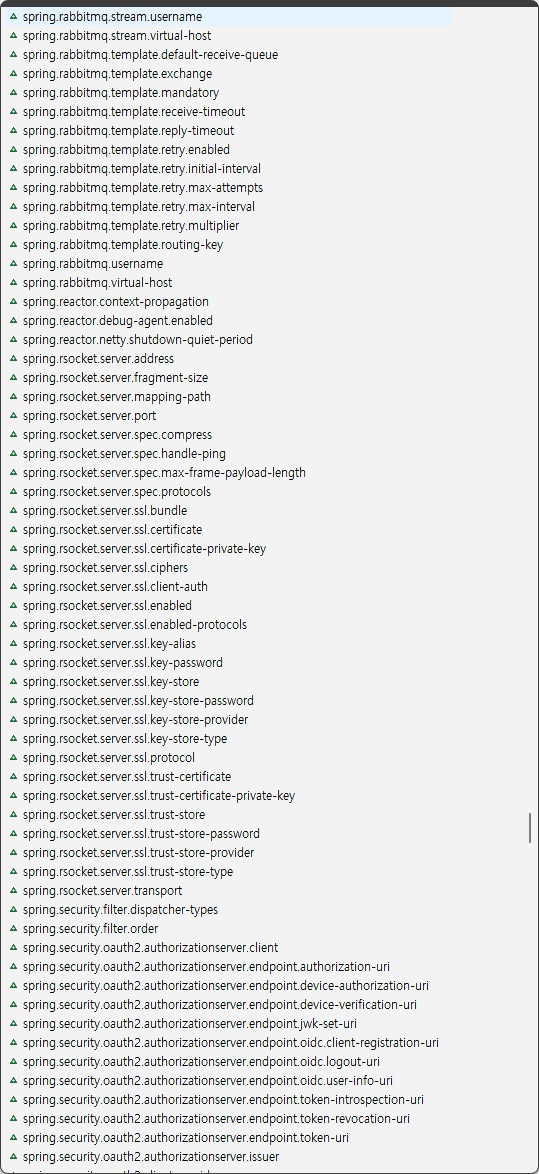 spring.rabbitmq.stream.username
spring.rabbitmq.stream.virtual-host
spring.rabbitmq.template.default-receive-queue
spring.rabbitmq.template.exchange
spring.rabbitmq.template.mandatory
spring.rabbitmq.template.receive-timeout
spring.rabbitmq.template.reply-timeout
spring.rabbitmq.template.retry.enabled
spring.rabbitmq.template.retry.initial-interval
spring.rabbitmq.template.retry.max-attempts
spring.rabbitmq.template.retry.max-interval
spring.rabbitmq.template.retry.multiplier
spring.rabbitmq.template.routing-key
spring.rabbitmq.username
spring.rabbitmq.virtual-host
spring.reactor.context-propagation
spring.reactor.debug-agent.enabled
spring.reactor.netty.shutdown-quiet-period
spring.rsocket.server.address
spring.rsocket.server.fragment-size
spring.rsocket.server.mapping-path
spring.rsocket.server.port
spring.rsocket.server.spec.compress
spring.rsocket.server.spec.handle-ping
spring.rsocket.server.spec.max-frame-payload-length
spring.rsocket.server.spec.protocols
spring.rsocket.server.ssl.bundle
spring.rsocket.server.ssl.certificate
spring.rsocket.server.ssl.certificate-private-key
spring.rsocket.server.ssl.ciphers
spring.rsocket.server.ssl.client-auth
spring.rsocket.server.ssl.enabled
spring.rsocket.server.ssl.enabled-protocols
spring.rsocket.server.ssl.key-alias
spring.rsocket.server.ssl.key-password
spring.rsocket.server.ssl.key-store
spring.rsocket.server.ssl.key-store-password
spring.rsocket.server.ssl.key-store-provider
spring.rsocket.server.ssl.key-store-type
spring.rsocket.server.ssl.protocol
spring.rsocket.server.ssl.trust-certificate
spring.rsocket.server.ssl.trust-certificate-private-key
spring.rsocket.server.ssl.trust-store
spring.rsocket.server.ssl.trust-store-password
spring.rsocket.server.ssl.trust-store-provider
spring.rsocket.server.ssl.trust-store-type
spring.rsocket.server.transport
spring.security.filter.dispatcher-types
spring.security.filter.order
spring.security.oauth2.authorizationserver.client
spring.security.oauth2.authorizationserver.endpoint.authorization-uri
spring.security.oauth2.authorizationserver.endpoint.device-authorization-uri
spring.security.oauth2.authorizationserver.endpoint.device-verification-uri
spring.security.oauth2.authorizationserver.endpoint.jwk-set-uri
spring.security.oauth2.authorizationserver.endpoint.oidc.client-registration-uri
spring.security.oauth2.authorizationserver.endpoint.oidc.logout-uri
spring.security.oauth2.authorizationserver.endpoint.oidc.user-info-uri
spring.security.oauth2.authorizationserver.endpoint.token-introspection-uri
spring.security.oauth2.authorizationserver.endpoint.token-revocation-uri
spring.security.oauth2.authorizationserver.endpoint.token-uri
spring.security.oauth2.authorizationserver.issuer